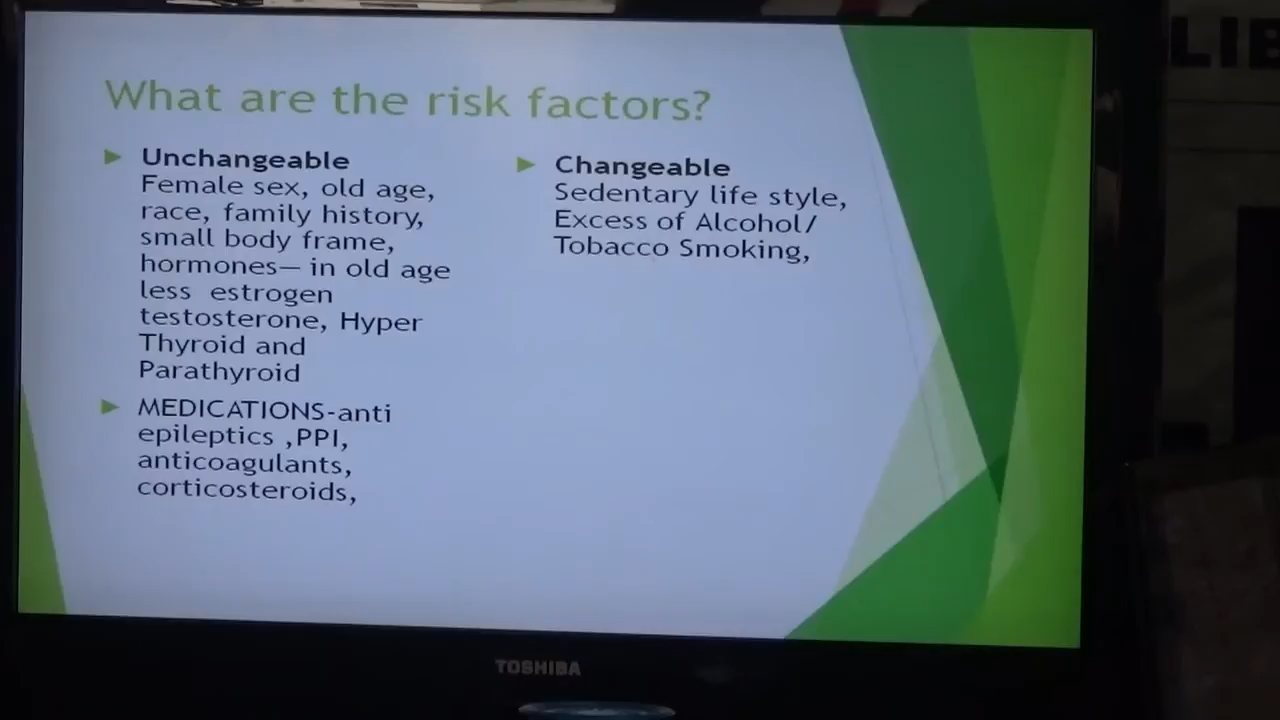 What are the risk factors?
Unchangeable
Female sex, old age,
race, family history,
small body frame,
hormones— in old age
less  estrogen
testosterone, Hyper
Thyroid and
Parathyroid
MEDICATIONS-anti
epileptics ,PPI,
anticoagulants,
corticosteroids,
Changeable
Sedentary life style,
Excess of Alcohol/
Tobacco Smoking,
LIB
TOSHIBA